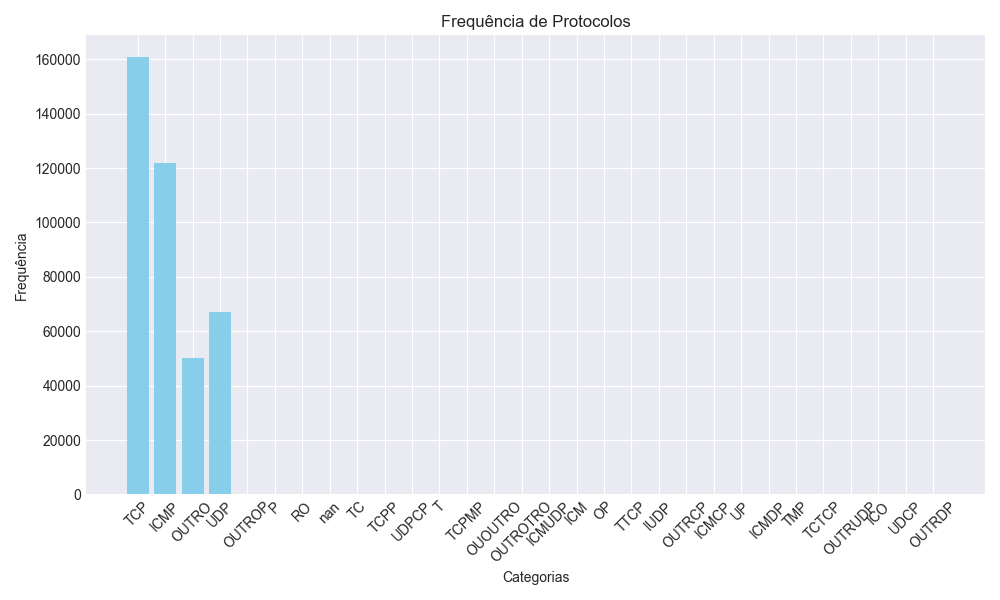 Frequência de Protocolos
Frequência
160000
140000
120000
100000
80000
60000
40000
20000
0
TCP
ICMP
OUTRO
UDP
OUTROP
P
RO
nan
TC
TCPP
UDPCP
T
TCPMP
OUOUTRO
OUTROTRO
ICMUDP
ICM
OP
TTCP
IUDP
OUTRCP
ICMCP
UP
ICMDP
TMP
TCTCP
OUTRUDP
ICO
UDCP
OUTRDP
Categorias